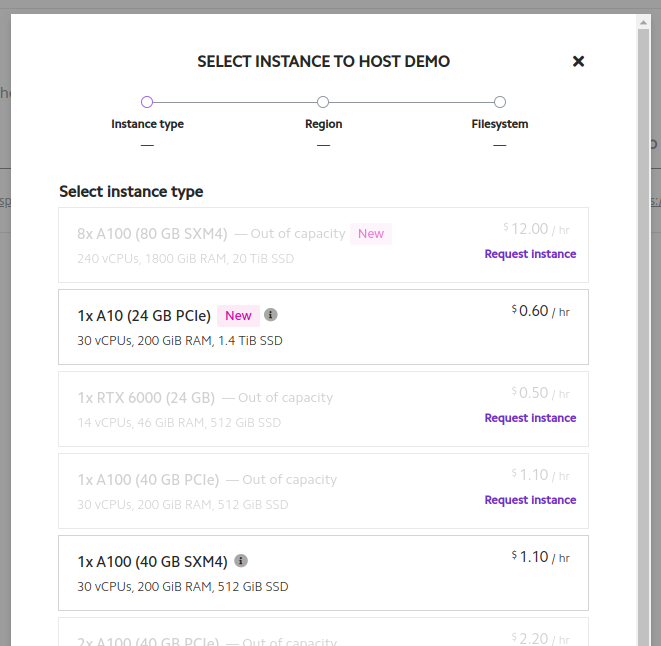 SELECT INSTANCE TO HOST DEMO
Instance type Region Filesystem
— — —
Select instance type
8x A100 (80 GB SXM4) — Out of capacity New $ 12.00 / hr
240 vCPUs, 1800 GiB RAM, 20 TiB SSD Request instance
1x A10 (24 GB PCIe) New $ 0.60 / hr
30 vCPUs, 200 GiB RAM, 1.4 TiB SSD
1x RTX 6000 (24 GB) — Out of capacity $ 0.50 / hr
14 vCPUs, 46 GiB RAM, 512 GiB SSD Request instance
1x A100 (40 GB PCIe) — Out of capacity $ 1.10 / hr
30 vCPUs, 200 GiB RAM, 512 GiB SSD Request instance
1x A100 (40 GB SXM4) $ 1.10 / hr
30 vCPUs, 200 GiB RAM, 512 GiB SSD
2x A100 (40 GB PCIe) — Out of capacity $ 2.20 / hr